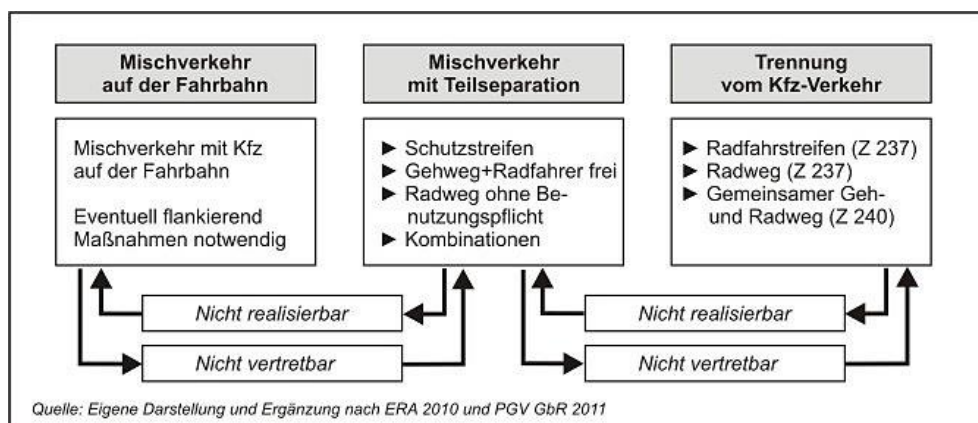 Mischverkehr
auf der Fahrbahn
Mischverkehr
mit Teilseparation
Trennung
vom Kfz-Verkehr
Mischverkehr mit Kfz
auf der Fahrbahn
Eventuell flankierend
Maßnahmen notwendig
► Schutzstreifen
► Gehweg+Radfahrer frei
► Radweg ohne Be-
nutzungspflicht
► Kombinationen
► Radfahrstreifen (Z 237)
► Radweg (Z 237)
► Gemeinsamer Geh-
und Radweg (Z 240)
Nicht realisierbar
Nicht realisierbar
Nicht vertretbar
Nicht vertretbar
Quelle: Eigene Darstellung und Ergänzung nach ERA 2010 und PGV GbR 2011